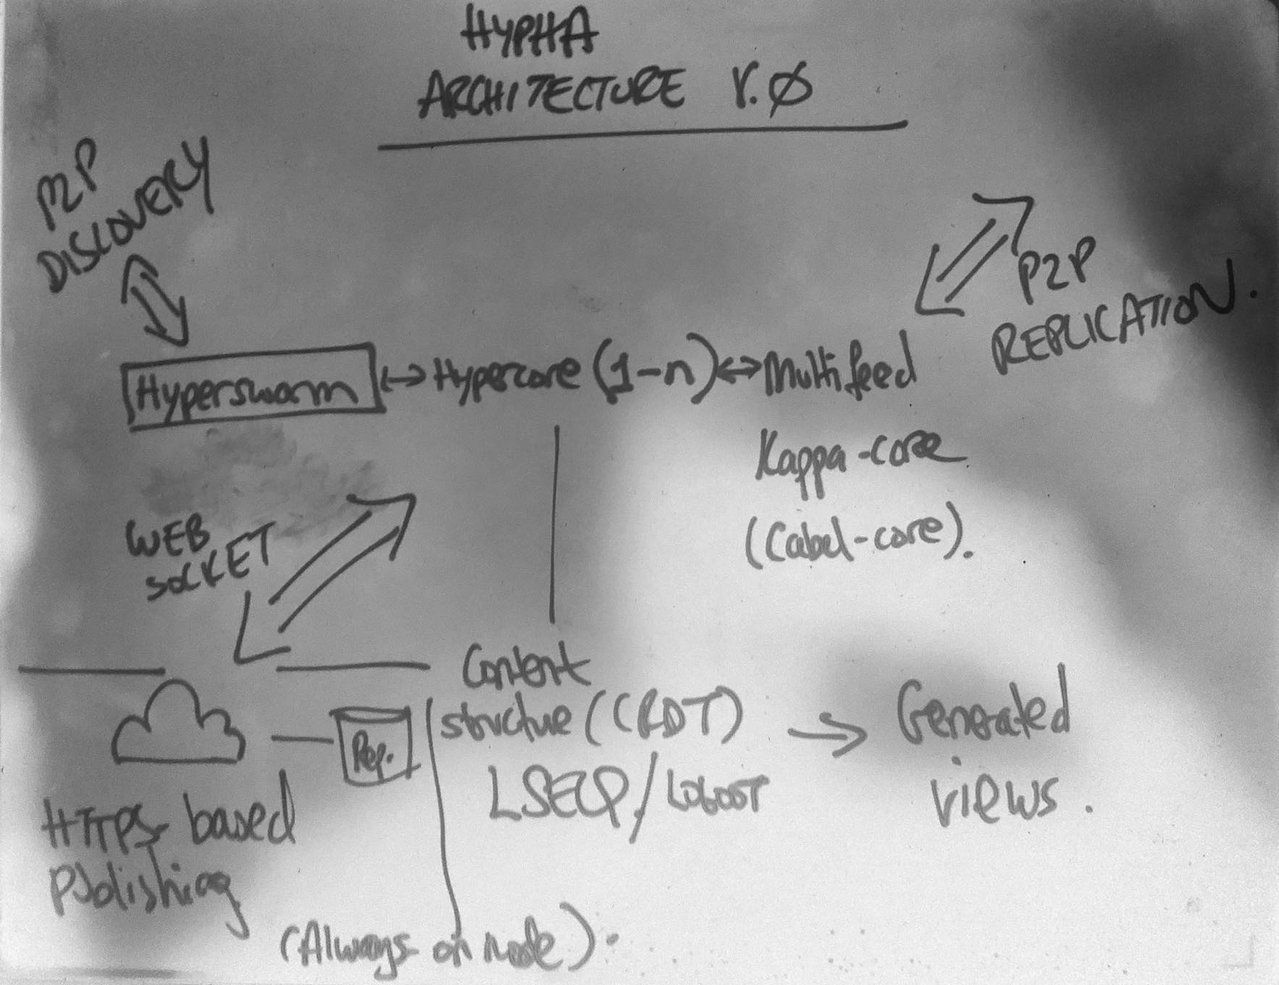 HYPHA
ARCHITECTURE V.Ø
P2P
DISCOVERY
P2P
REPLICATION.
Hyperswarm ↔ Hypercore (1-n) ↔ Multifeed
Kappa-core
(Cabal-core).
WEB
SOCKET
Content
structure (CRDT) → Generated
views.
LSEQ/LOGOOT
Rep.
HTTPS based
Publishing
(Always on node).